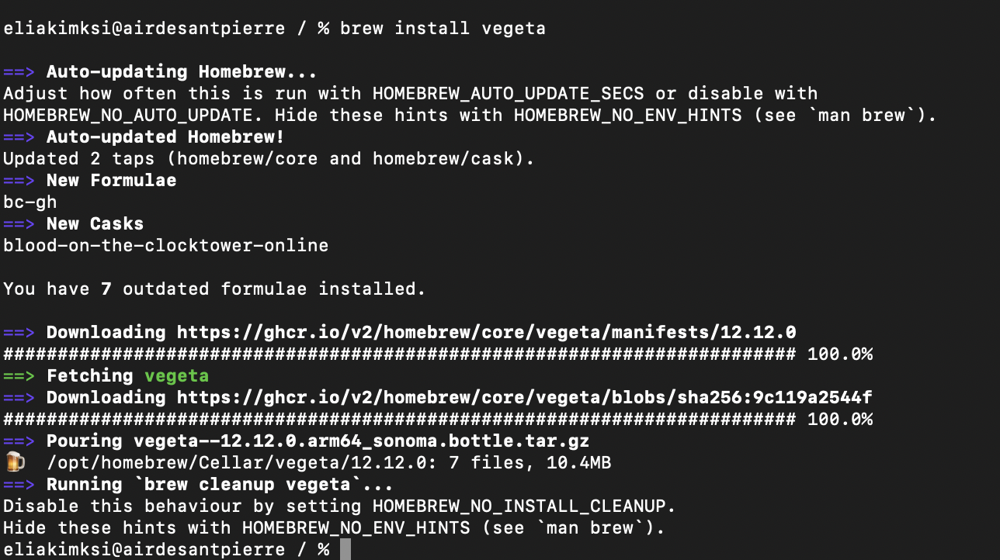 eliakimksi@airdesantpierre / % brew install vegeta
==> Auto-updating Homebrew...
Adjust how often this is run with HOMEBREW_AUTO_UPDATE_SECS or disable with
HOMEBREW_NO_AUTO_UPDATE. Hide these hints with HOMEBREW_NO_ENV_HINTS (see `man brew`).
==> Auto-updated Homebrew!
Updated 2 taps (homebrew/core and homebrew/cask).
==> New Formulae
bc-gh
==> New Casks
blood-on-the-clocktower-online
You have 7 outdated formulae installed.
==> Downloading https://ghcr.io/v2/homebrew/core/vegeta/manifests/12.12.0
######################################################################### 100.0%
==> Fetching vegeta
==> Downloading https://ghcr.io/v2/homebrew/core/vegeta/blobs/sha256:9c119a2544f
######################################################################### 100.0%
==> Pouring vegeta--12.12.0.arm64_sonoma.bottle.tar.gz
🍺  /opt/homebrew/Cellar/vegeta/12.12.0: 7 files, 10.4MB
==> Running `brew cleanup vegeta`...
Disable this behaviour by setting HOMEBREW_NO_INSTALL_CLEANUP.
Hide these hints with HOMEBREW_NO_ENV_HINTS (see `man brew`).
eliakimksi@airdesantpierre / %